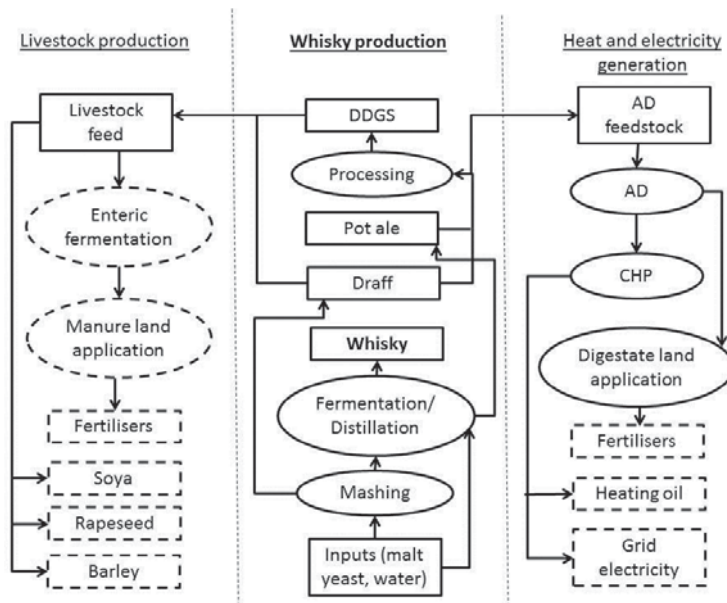 Livestock production
Livestock
feed
Enteric
fermentation
Manure land
application
Fertilisers
Soya
Rapeseed
Barley
Whisky production
DDGS
Processing
Pot ale
Draff
Whisky
Fermentation/
Distillation
Mashing
Inputs (malt
yeast, water)
Heat and electricity
generation
AD
feedstock
AD
CHP
Digestate land
application
Fertilisers
Heating oil
Grid
electricity